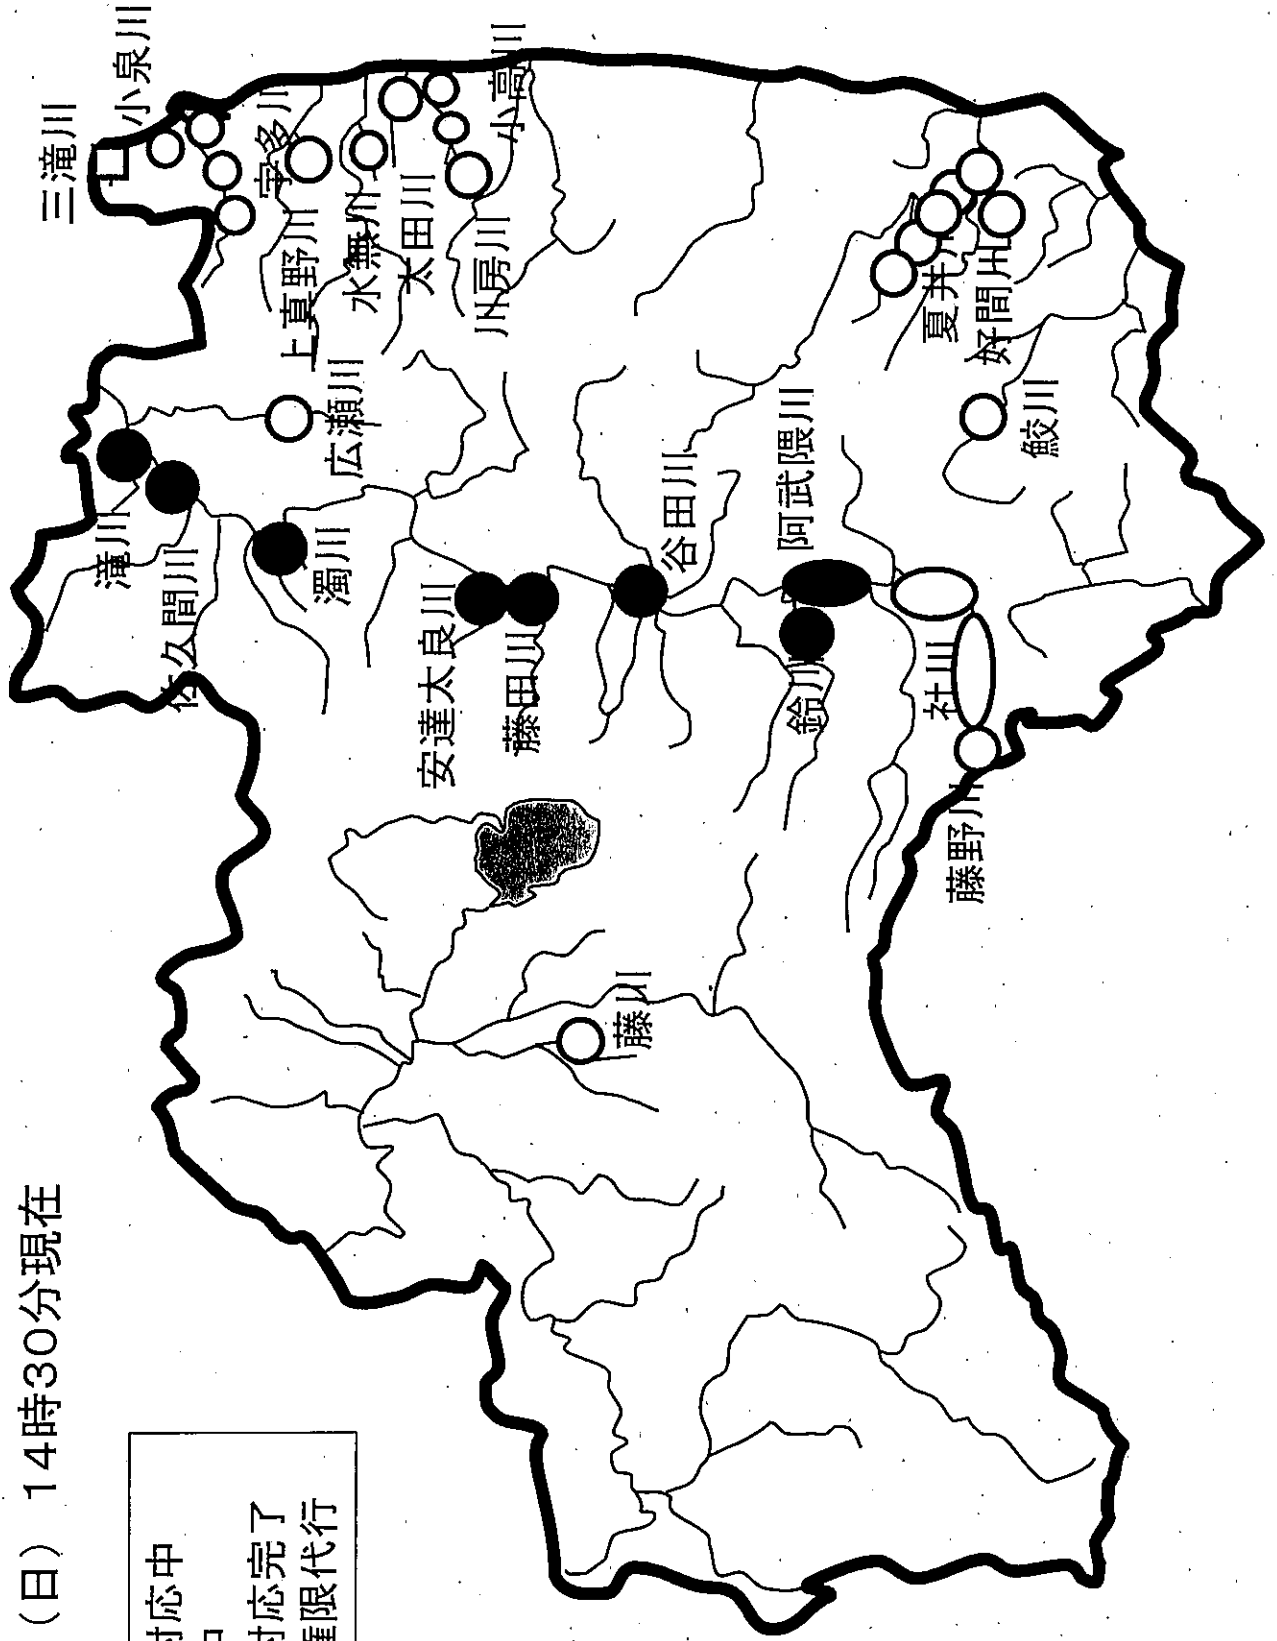 （日）14時30分現在
対応中
対応完了
権限代行
三滝川
小泉川
宇多川
上真野川
水無川
太田川
小高川
川房川
広瀬川
滝川
佐久間川
濁川
安達太良川
藤田川
谷田川
阿武隈川
鈴川
社川
藤野川
夏井川
好間川
鮫川
藤川